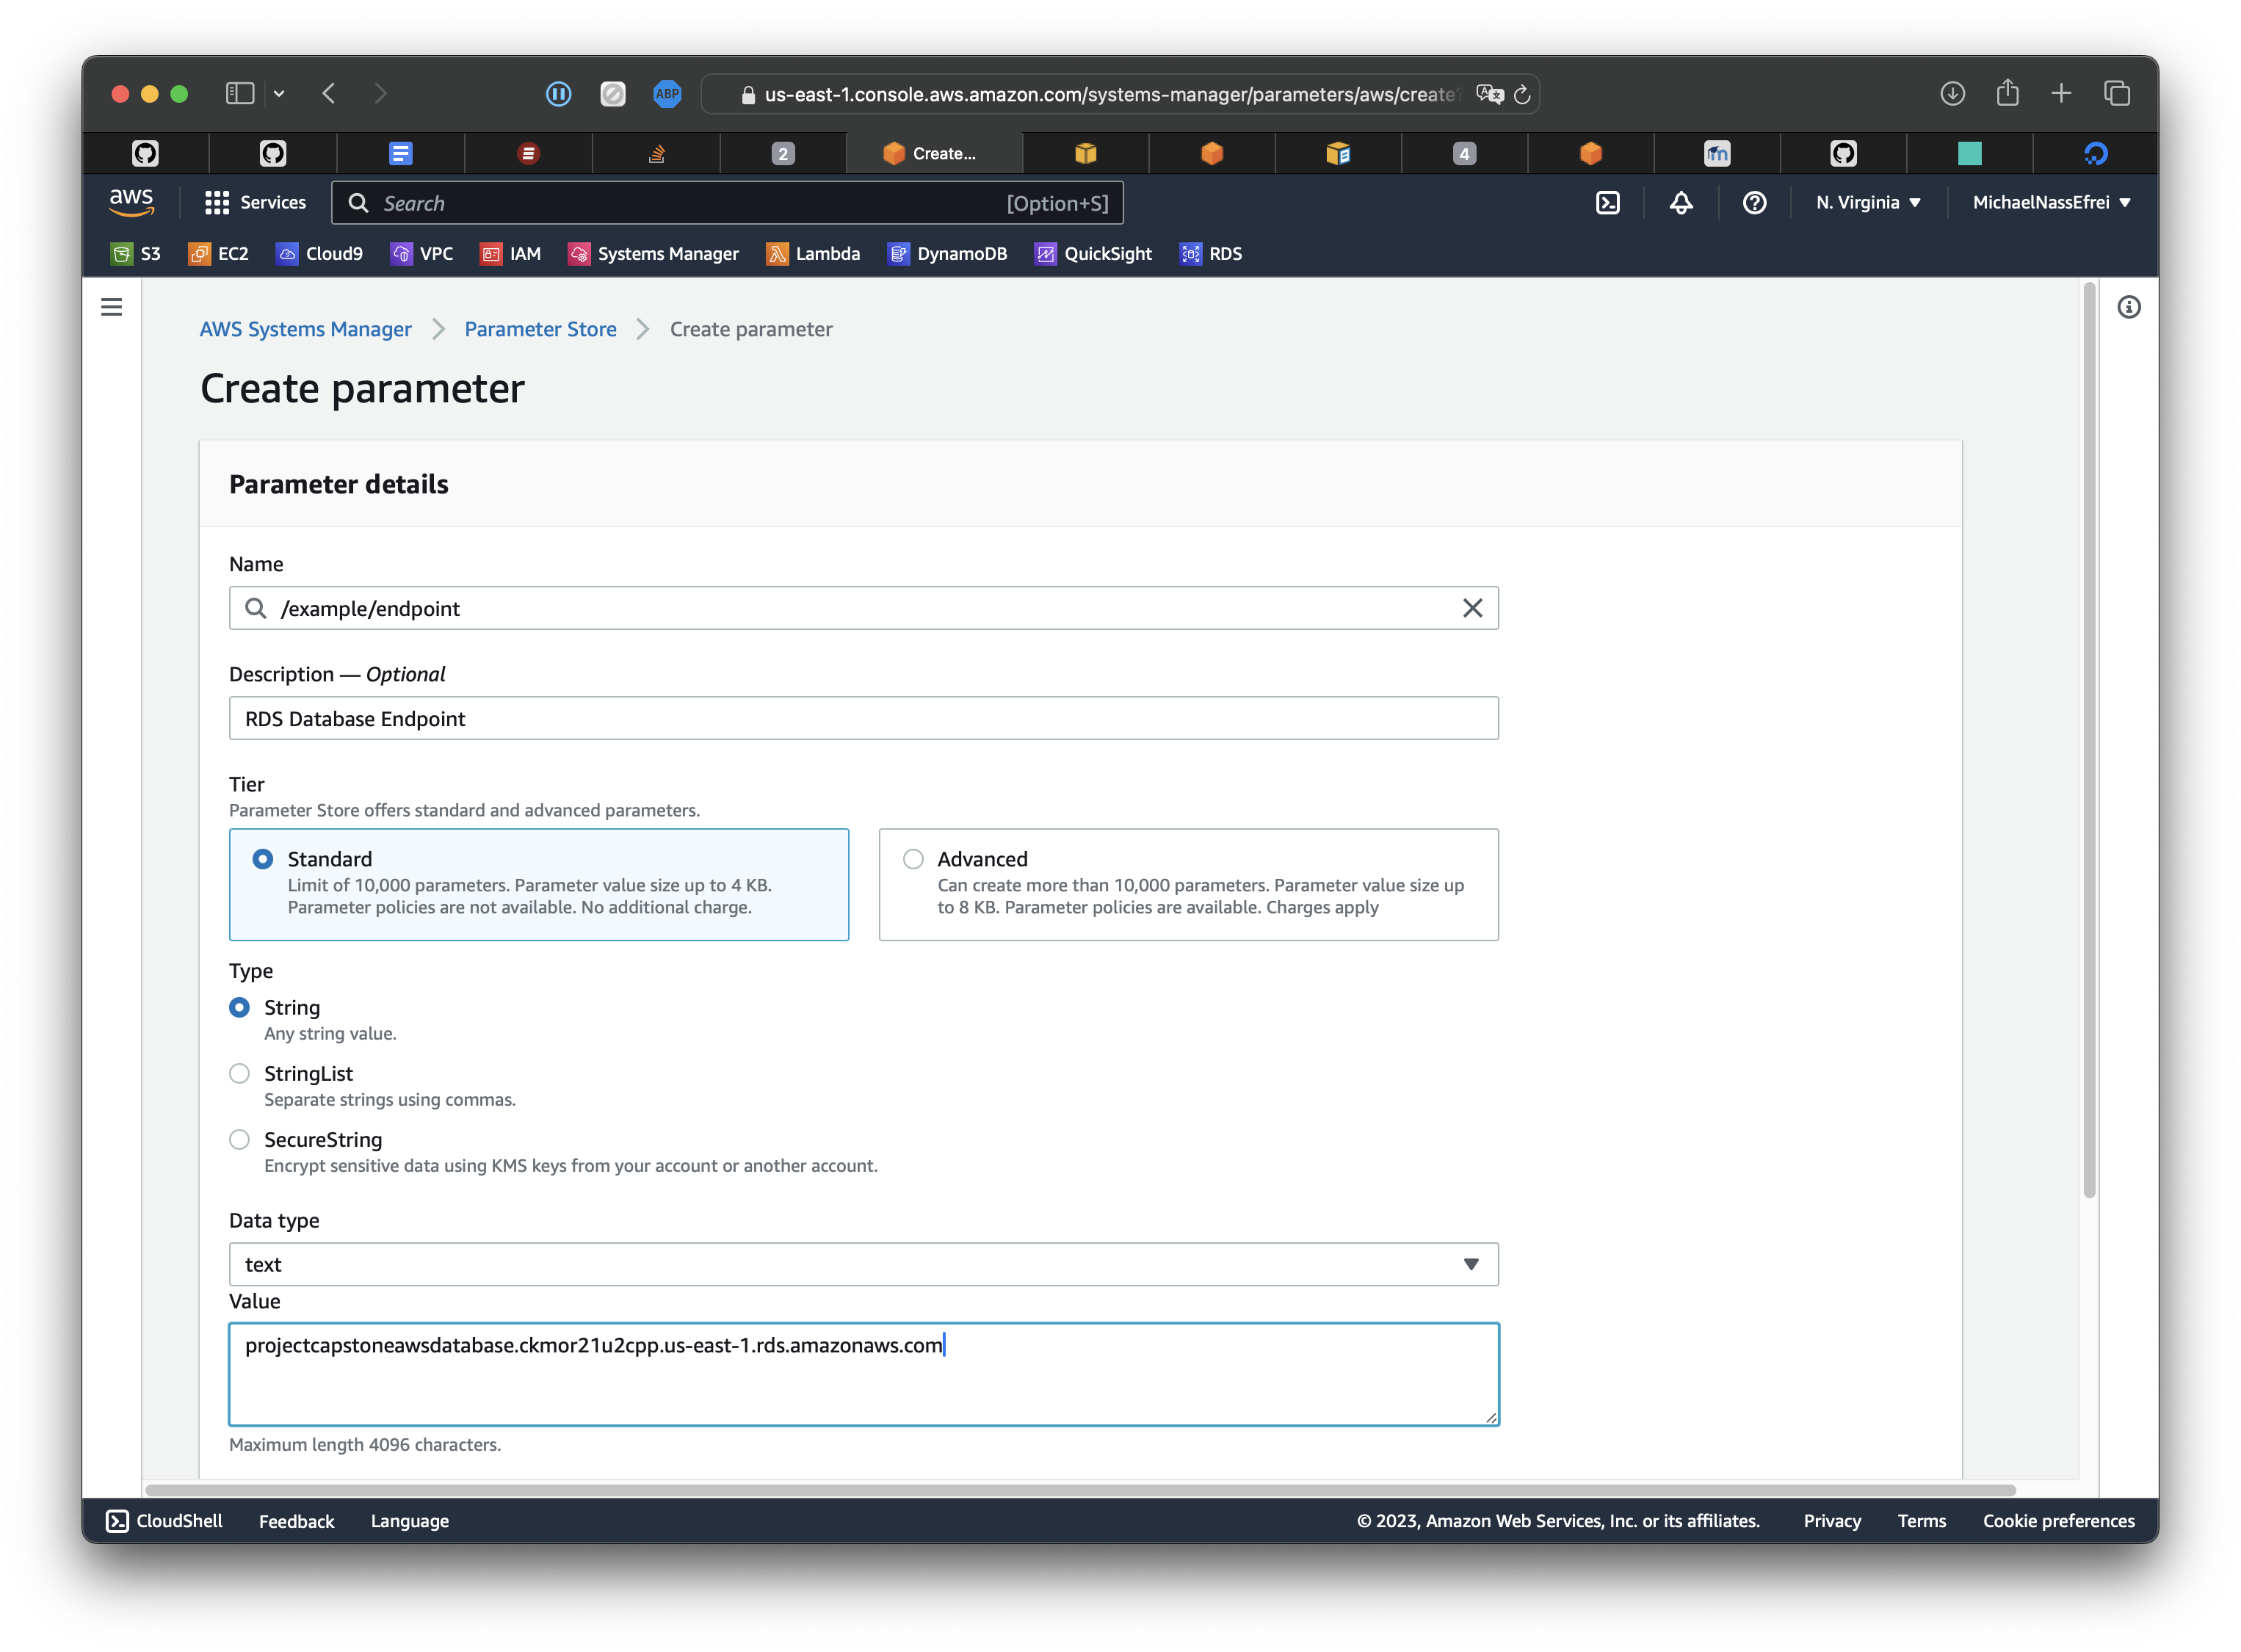 ABP
us-east-1.console.aws.amazon.com/systems-manager/parameters/aws/create?
2
Create...
4
aws
Services
Search
[Option+S]
N. Virginia
MichaelNassEfrei
S3
EC2
Cloud9
VPC
IAM
Systems Manager
Lambda
DynamoDB
QuickSight
RDS
AWS Systems Manager
Parameter Store
Create parameter
Create parameter
Parameter details
Name
/example/endpoint
Description — Optional
RDS Database Endpoint
Tier
Parameter Store offers standard and advanced parameters.
Standard
Limit of 10,000 parameters. Parameter value size up to 4 KB.
Parameter policies are not available. No additional charge.
Advanced
Can create more than 10,000 parameters. Parameter value size up
to 8 KB. Parameter policies are available. Charges apply
Type
String
Any string value.
StringList
Separate strings using commas.
SecureString
Encrypt sensitive data using KMS keys from your account or another account.
Data type
text
Value
projectcapstoneawsdatabase.ckmor21u2cpp.us-east-1.rds.amazonaws.com
Maximum length 4096 characters.
CloudShell
Feedback
Language
© 2023, Amazon Web Services, Inc. or its affiliates.
Privacy
Terms
Cookie preferences